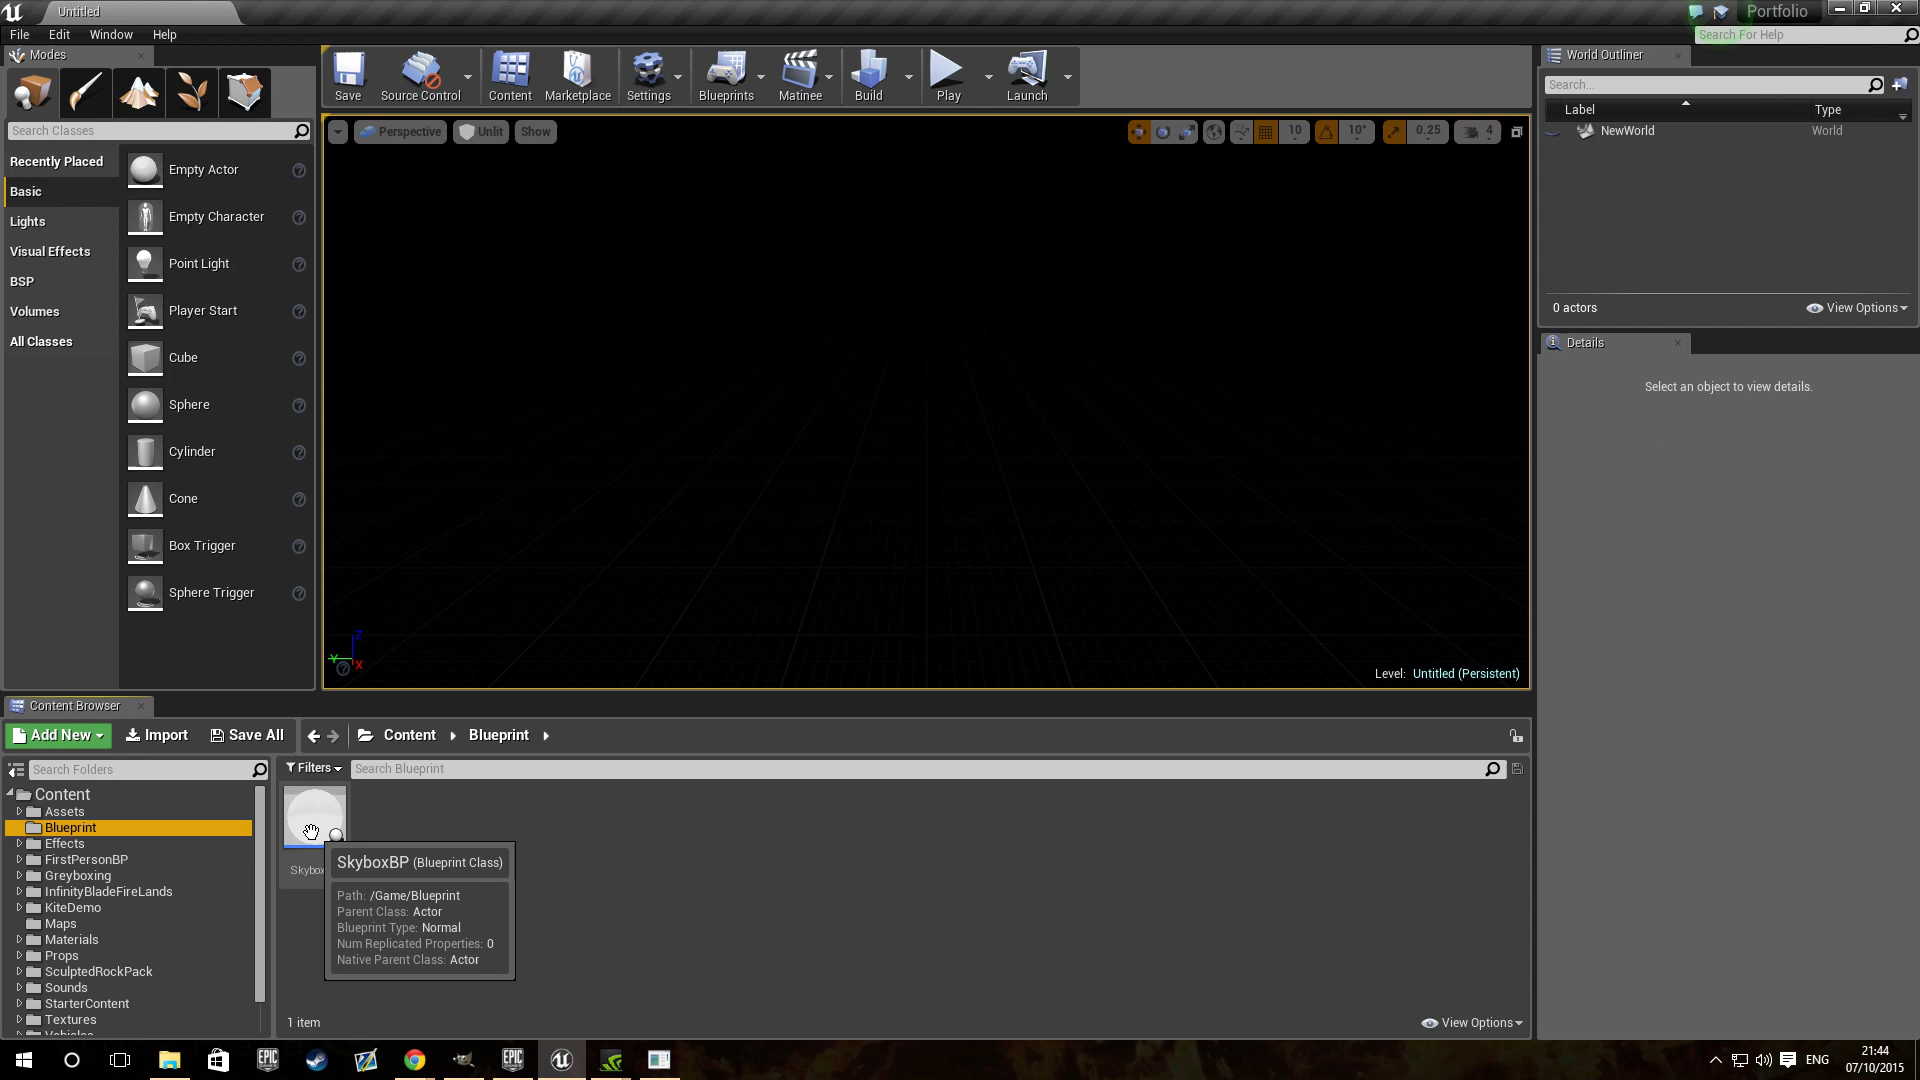 Untitled
Portfolio
File Edit Window Help
Search For Help
Modes
Search Classes
Recently Placed
Basic
Lights
Visual Effects
BSP
Volumes
All Classes
Empty Actor
Empty Character
Point Light
Player Start
Cube
Sphere
Cylinder
Cone
Box Trigger
Sphere Trigger
Save Source Control Content Marketplace Settings Blueprints Matinee Build Play Launch
Perspective Unlit Show
10 10° 0.25 4
Z
Y
X
Level: Untitled (Persistent)
World Outliner
Search...
Label Type
NewWorld World
0 actors View Options
Details
Select an object to view details.
Content Browser
Add New Import Save All Content Blueprint
Search Folders
Filters Search Blueprint
Content
Assets
Blueprint
Effects
FirstPersonBP
Greyboxing
InfinityBladeFireLands
KiteDemo
Maps
Materials
Props
SculptedRockPack
Sounds
StarterContent
Textures
Skybox
SkyboxBP (Blueprint Class)
Path: /Game/Blueprint
Parent Class: Actor
Blueprint Type: Normal
Num Replicated Properties: 0
Native Parent Class: Actor
1 item View Options
EPIC GAMES
EPIC GAMES
ENG
21:44
07/10/2015